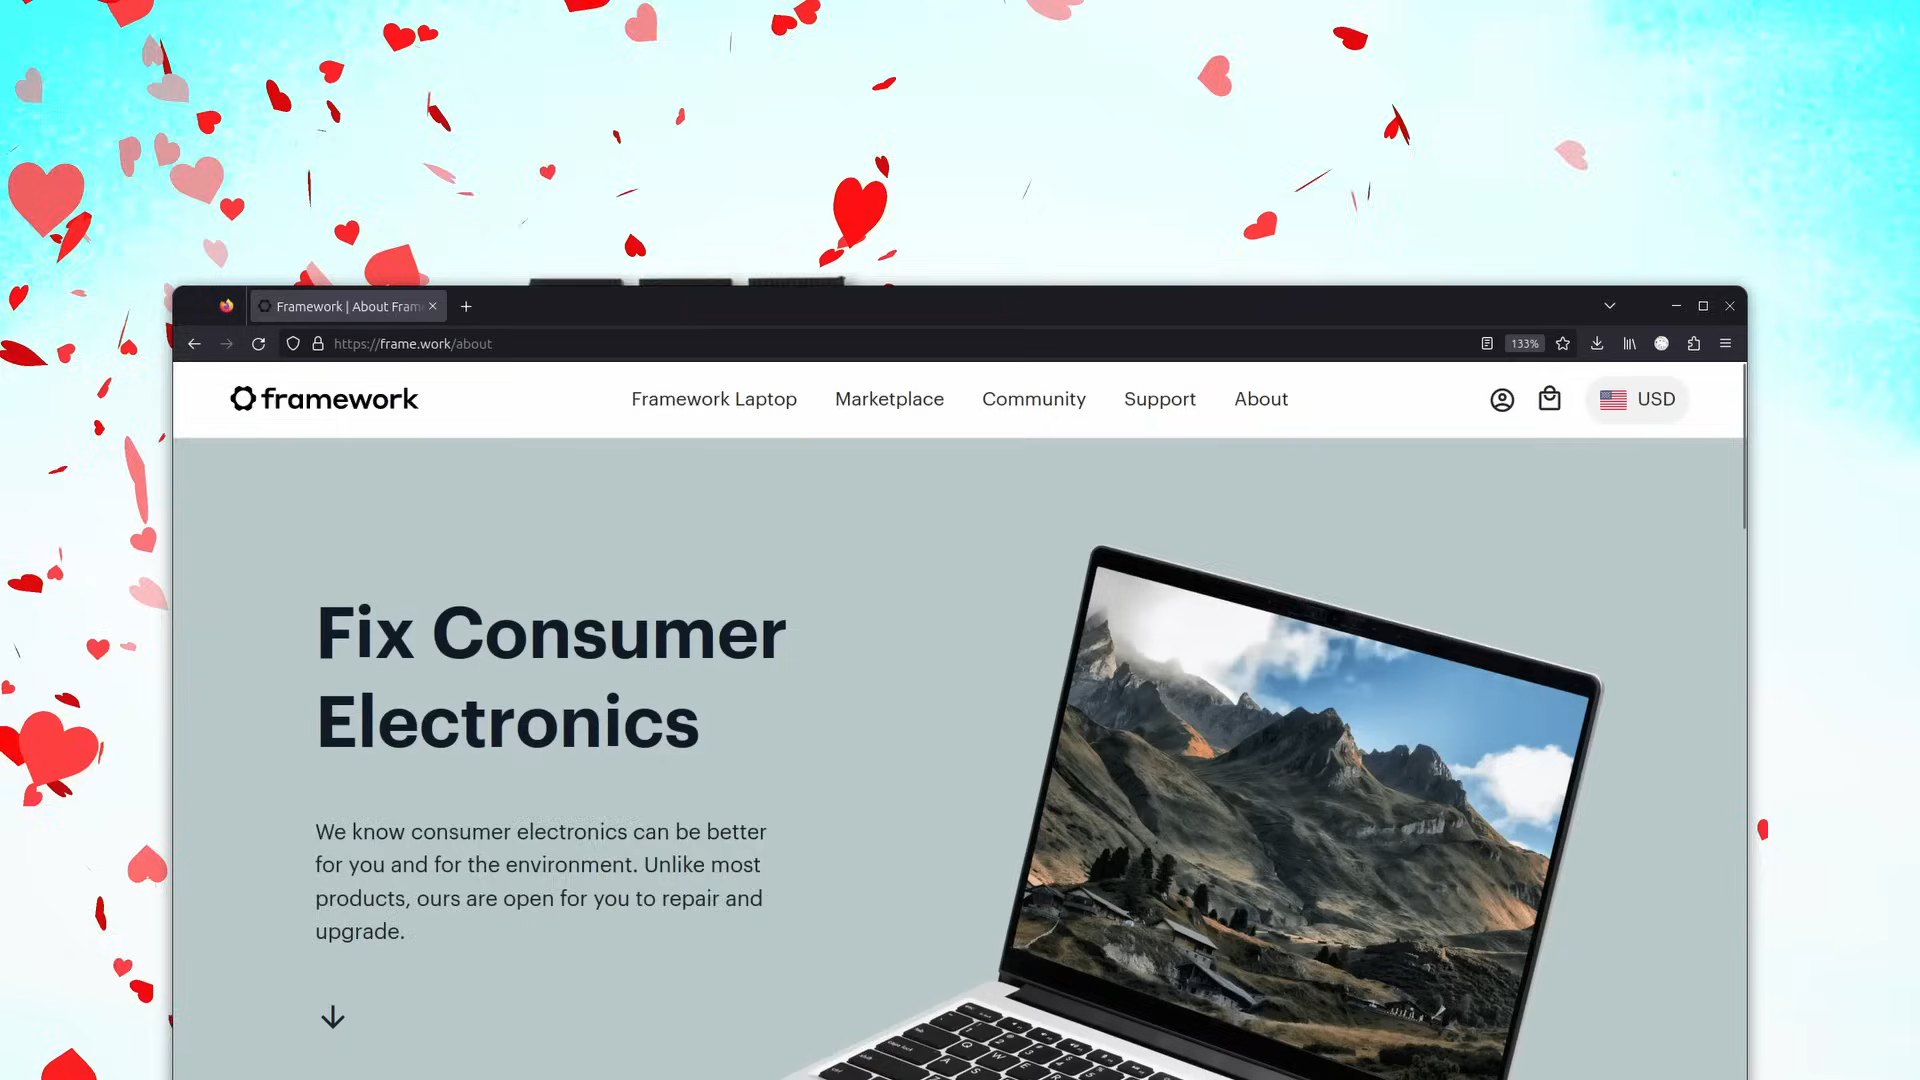 Framework | About Fram
https://frame.work/about
133%
framework
Framework Laptop
Marketplace
Community
Support
About
USD
Fix Consumer
Electronics
We know consumer electronics can be better
for you and for the environment. Unlike most
products, ours are open for you to repair and
upgrade.